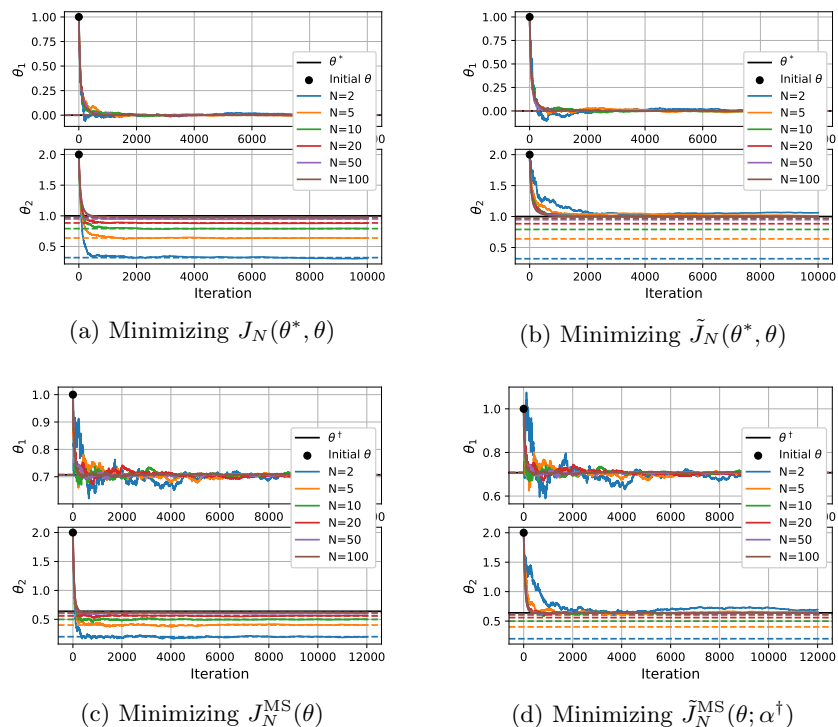 1.00
0.75
0.50
0.25
0.00
θ₁
0 2000 4000 6000 8000 10000
θ*
Initial θ
N=2
N=5
N=10
N=20
N=50
N=100
2.0
1.5
1.0
0.5
θ₂
0 2000 4000 6000 8000 10000
Iteration
(a) Minimizing J_N(θ*, θ)
1.00
0.75
0.50
0.25
0.00
θ₁
0 2000 4000 6000 8000 10000
θ*
Initial θ
N=2
N=5
N=10
N=20
N=50
N=100
2.0
1.5
1.0
0.5
θ₂
0 2000 4000 6000 8000 10000
Iteration
(b) Minimizing J̃_N(θ*, θ)
1.0
0.9
0.8
0.7
θ₁
0 2000 4000 6000 8000 10000 12000
θ†
Initial θ
N=2
N=5
N=10
N=20
N=50
N=100
2.0
1.5
1.0
0.5
θ₂
0 2000 4000 6000 8000 10000 12000
Iteration
(c) Minimizing J_N^MS(θ)
1.0
0.8
0.6
θ₁
0 2000 4000 6000 8000 10000 12000
θ†
Initial θ
N=2
N=5
N=10
N=20
N=50
N=100
2.0
1.5
1.0
0.5
θ₂
0 2000 4000 6000 8000 10000 12000
Iteration
(d) Minimizing J̃_N^MS(θ; α†)